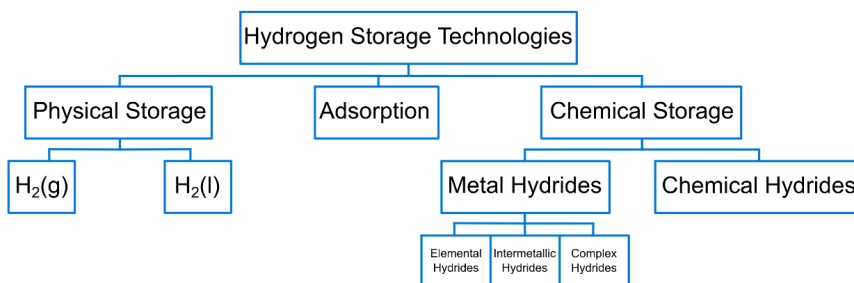 Hydrogen Storage Technologies
Physical Storage
Adsorption
Chemical Storage
H₂(g)
H₂(l)
Metal Hydrides
Chemical Hydrides
Elemental
Hydrides
Intermetallic
Hydrides
Complex
Hydrides